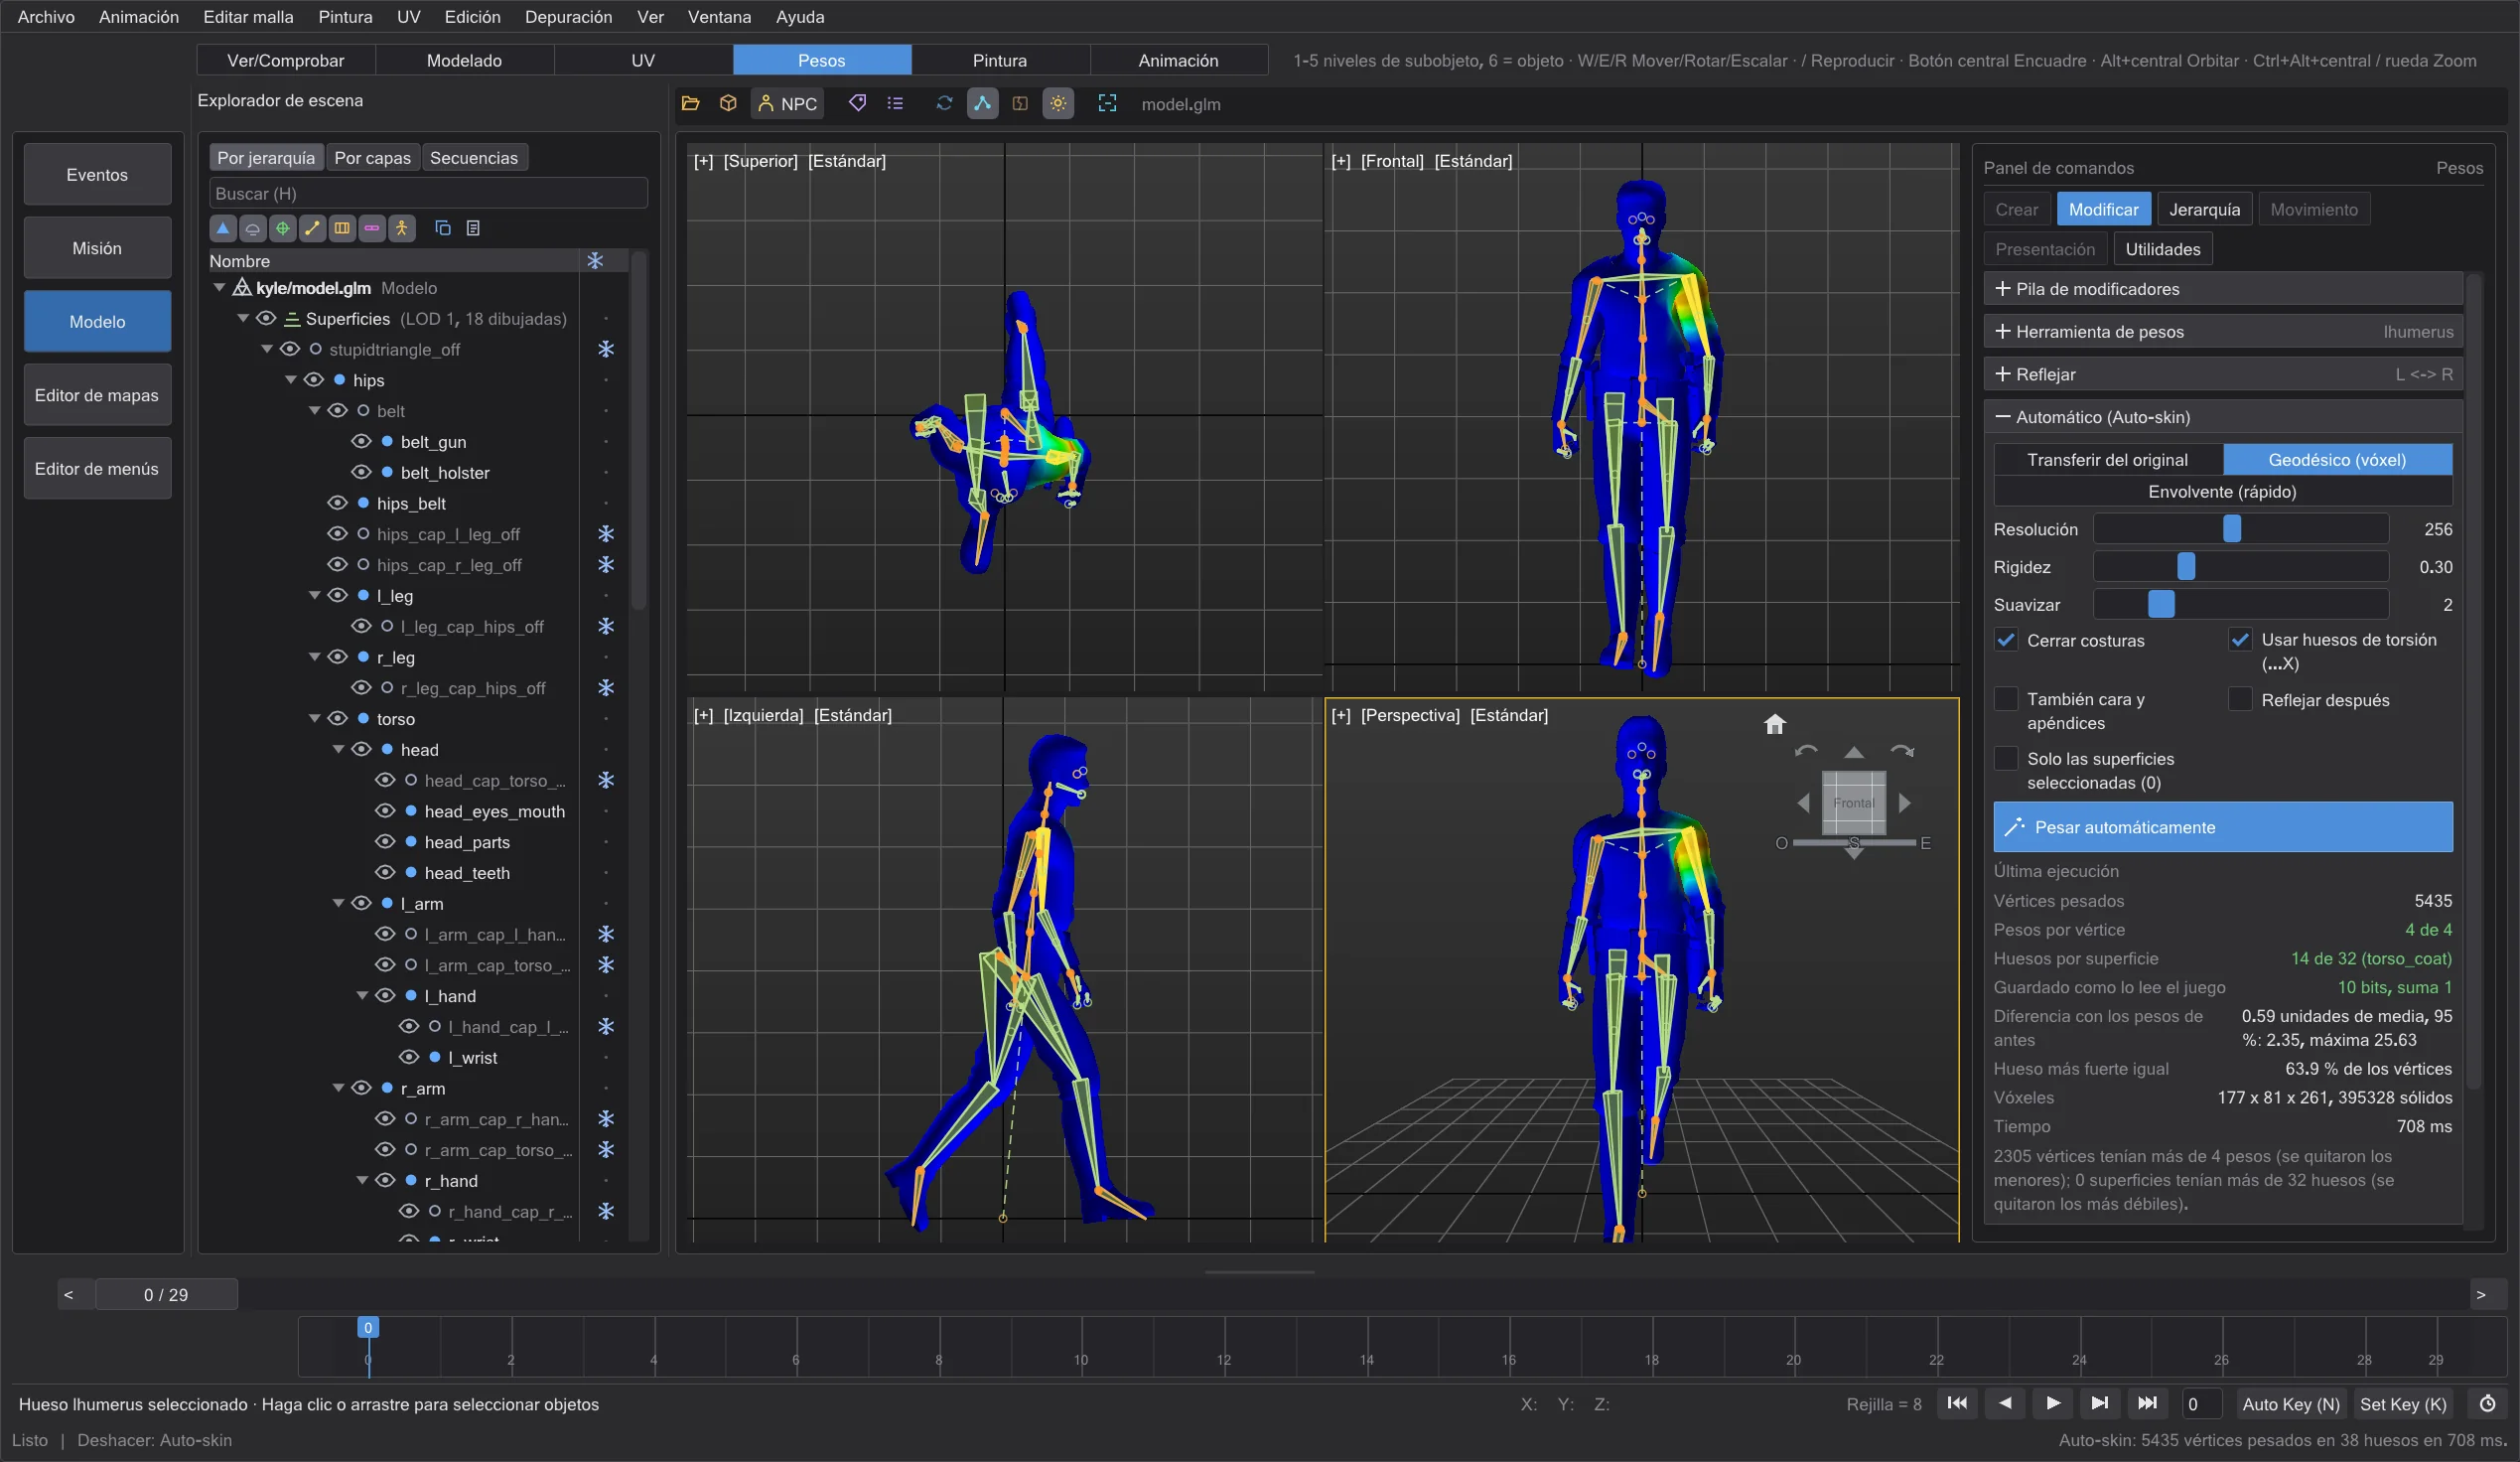 Archivo Animación Editar malla Pintura UV Edición Depuración Ver Ventana Ayuda
Ver/Comprobar Modelado UV Pesos Pintura Animación 1-5 niveles de subobjeto, 6 = objeto · W/E/R Mover/Rotar/Escalar · / Reproducir · Botón central Encuadre · Alt+central Orbitar · Ctrl+Alt+central / rueda Zoom
Explorador de escena
NPC model.glm
Eventos
Misión
Modelo
Editor de mapas
Editor de menús
Por jerarquía Por capas Secuencias
Buscar (H)
Nombre
kyle/model.glm Modelo
Superficies (LOD 1, 18 dibujadas)
stupidtriangle_off
hips
belt
belt_gun
belt_holster
hips_belt
hips_cap_l_leg_off
hips_cap_r_leg_off
l_leg
l_leg_cap_hips_off
r_leg
r_leg_cap_hips_off
torso
head
head_cap_torso_...
head_eyes_mouth
head_parts
head_teeth
l_arm
l_arm_cap_l_han...
l_arm_cap_torso_...
l_hand
l_hand_cap_l_...
l_wrist
r_arm
r_arm_cap_r_han...
r_arm_cap_torso_...
r_hand
r_hand_cap_r_...
r_wrist
[+] [Superior] [Estándar]
[+] [Frontal] [Estándar]
[+] [Izquierda] [Estándar]
[+] [Perspectiva] [Estándar]
Frontal
O S E
Panel de comandos Pesos
Crear Modificar Jerarquía Movimiento
Presentación Utilidades
Pila de modificadores
Herramienta de pesos lhumerus
Reflejar L <-> R
Automático (Auto-skin)
Transferir del original Geodésico (vóxel)
Envolvente (rápido)
Resolución 256
Rigidez 0.30
Suavizar 2
Cerrar costuras
Usar huesos de torsión
(...X)
También cara y
apéndices
Reflejar después
Solo las superficies
seleccionadas (0)
Pesar automáticamente
Última ejecución
Vértices pesados 5435
Pesos por vértice 4 de 4
Huesos por superficie 14 de 32 (torso_coat)
Guardado como lo lee el juego 10 bits, suma 1
Diferencia con los pesos de
antes
0.59 unidades de media, 95
%: 2.35, máxima 25.63
Hueso más fuerte igual 63.9 % de los vértices
Vóxeles 177 x 81 x 261, 395328 sólidos
Tiempo 708 ms
2305 vértices tenían más de 4 pesos (se quitaron los
menores); 0 superficies tenían más de 32 huesos (se
quitaron los más débiles).
< 0 / 29 >
0
0 2 4 6 8 10 12 14 16 18 20 22 24 26 28 29
Hueso lhumerus seleccionado · Haga clic o arrastre para seleccionar objetos X: Y: Z: Rejilla = 8 0 Auto Key (N) Set Key (K)
Listo | Deshacer: Auto-skin Auto-skin: 5435 vértices pesados en 38 huesos en 708 ms.